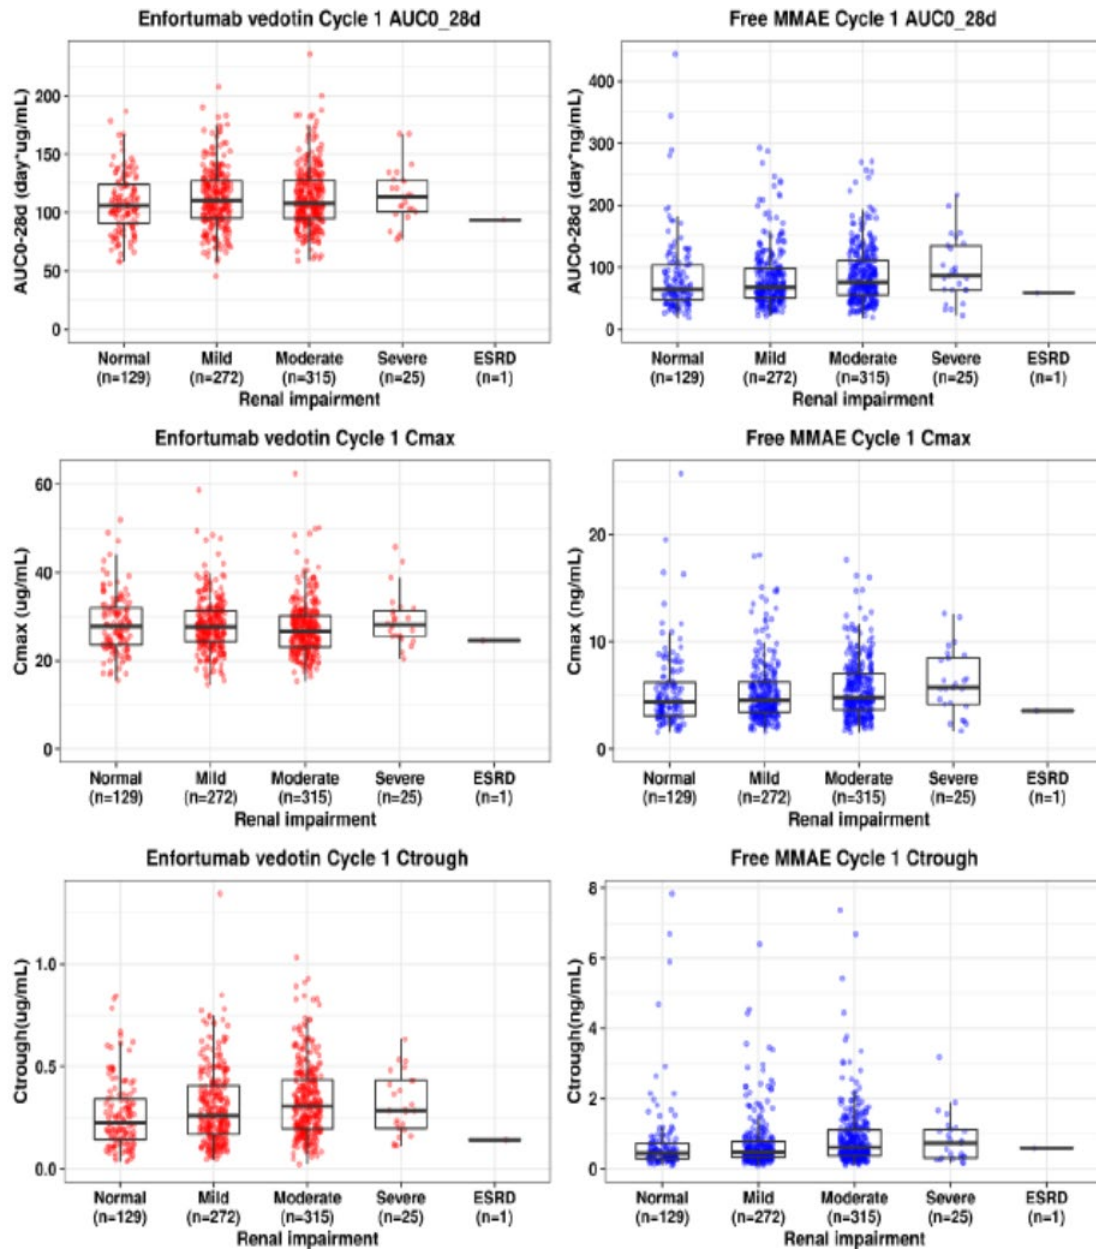 Enfortumab vedotin Cycle 1 AUC0_28d
AUC0-28d (day*ug/mL)
200
150
100
50
0
Normal Mild Moderate Severe ESRD
(n=129) (n=272) (n=315) (n=25) (n=1)
Renal impairment
Free MMAE Cycle 1 AUC0_28d
AUC0-28d (day*ng/mL)
400
300
200
100
0
Normal Mild Moderate Severe ESRD
(n=129) (n=272) (n=315) (n=25) (n=1)
Renal impairment
Enfortumab vedotin Cycle 1 Cmax
Cmax (ug/mL)
60
40
20
0
Normal Mild Moderate Severe ESRD
(n=129) (n=272) (n=315) (n=25) (n=1)
Renal impairment
Free MMAE Cycle 1 Cmax
Cmax (ng/mL)
20
10
0
Normal Mild Moderate Severe ESRD
(n=129) (n=272) (n=315) (n=25) (n=1)
Renal impairment
Enfortumab vedotin Cycle 1 Ctrough
Ctrough(ug/mL)
1.0
0.5
0.0
Normal Mild Moderate Severe ESRD
(n=129) (n=272) (n=315) (n=25) (n=1)
Renal impairment
Free MMAE Cycle 1 Ctrough
Ctrough(ng/mL)
8
6
4
2
0
Normal Mild Moderate Severe ESRD
(n=129) (n=272) (n=315) (n=25) (n=1)
Renal impairment